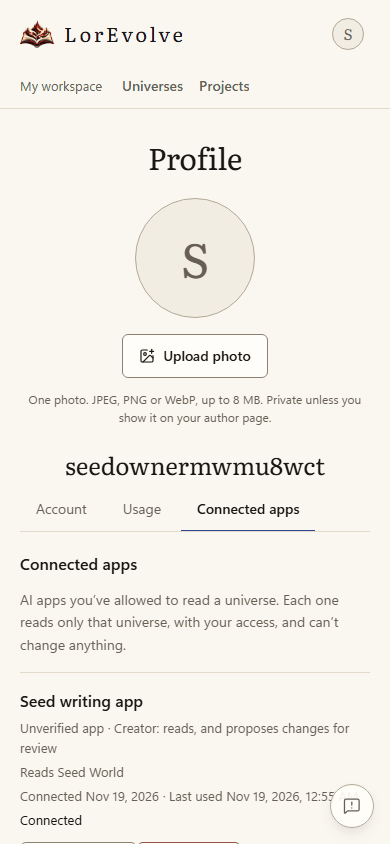 LorEvolve
S
My workspace Universes Projects
Profile
S
Upload photo
One photo. JPEG, PNG or WebP, up to 8 MB. Private unless you
show it on your author page.
seedownermwmu8wct
Account Usage Connected apps
Connected apps
AI apps you’ve allowed to read a universe. Each one
reads only that universe, with your access, and can’t
change anything.
Seed writing app
Unverified app · Creator: reads, and proposes changes for
review
Reads Seed World
Connected Nov 19, 2026 · Last used Nov 19, 2026, 12:55
Connected